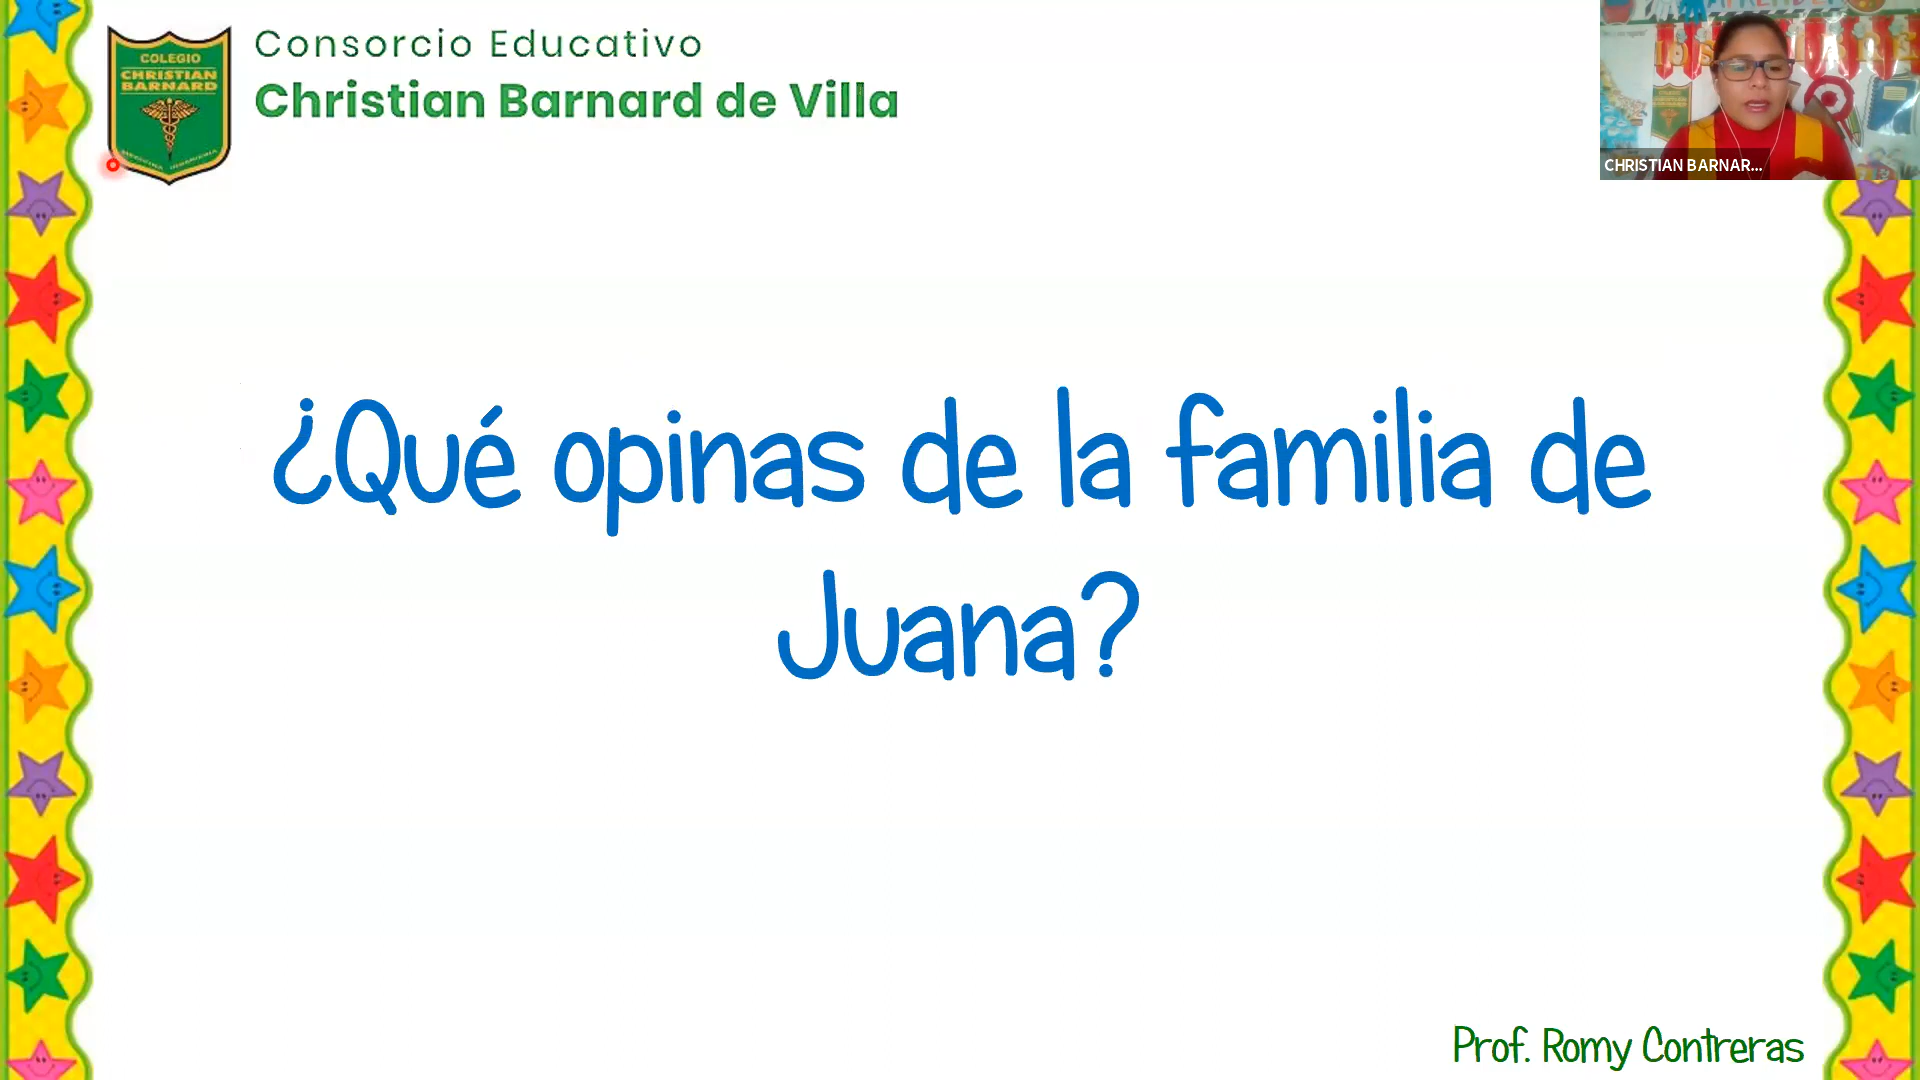 COLEGIO
CHRISTIAN
BARNARD
Consorcio Educativo
Christian Barnard de Villa
CHRISTIAN BARNAR...
¿Qué opinas de la familia de
Juana?
Prof. Romy Contreras